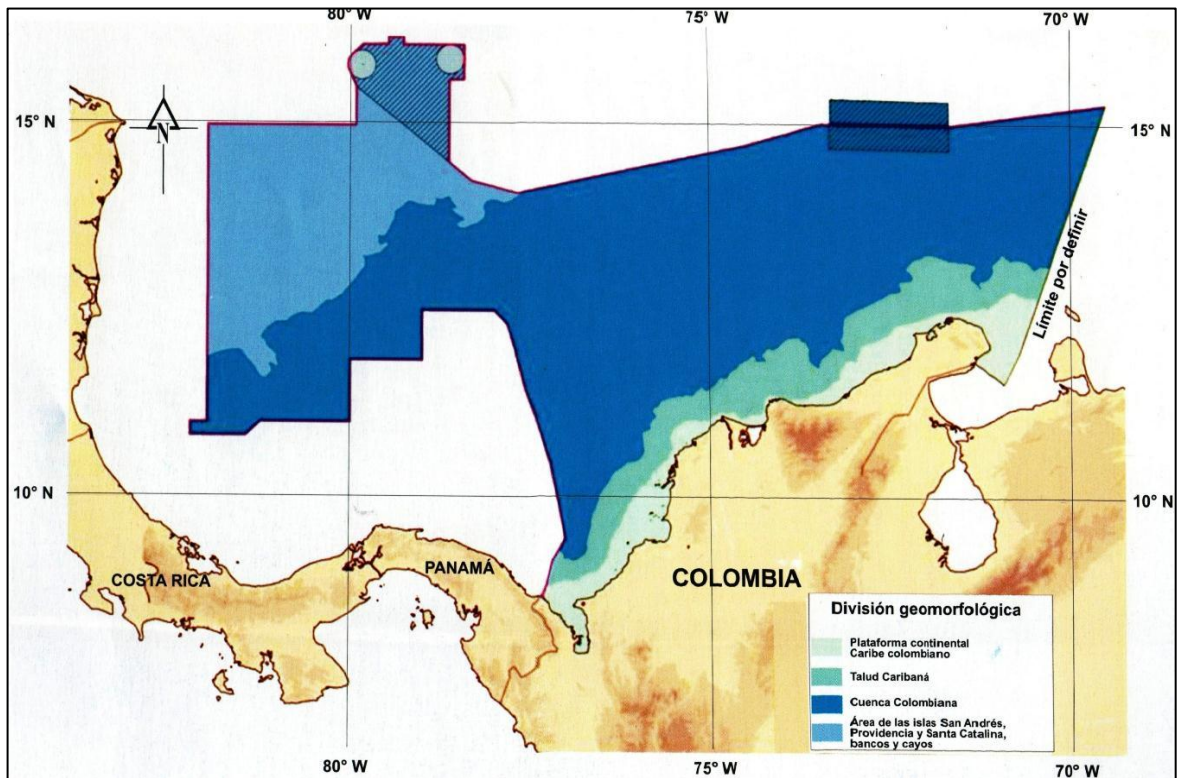 80° W
75° W
70° W
15° N
N
15° N
Límite por definir
10° N
10° N
COSTA RICA
PANAMÁ
COLOMBIA
División geomorfológica
Plataforma continental
Caribe colombiano
Talud Caribaná
Cuenca Colombiana
Área de las islas San Andrés,
Providencia y Santa Catalina,
bancos y cayos
80° W
75° W
70° W